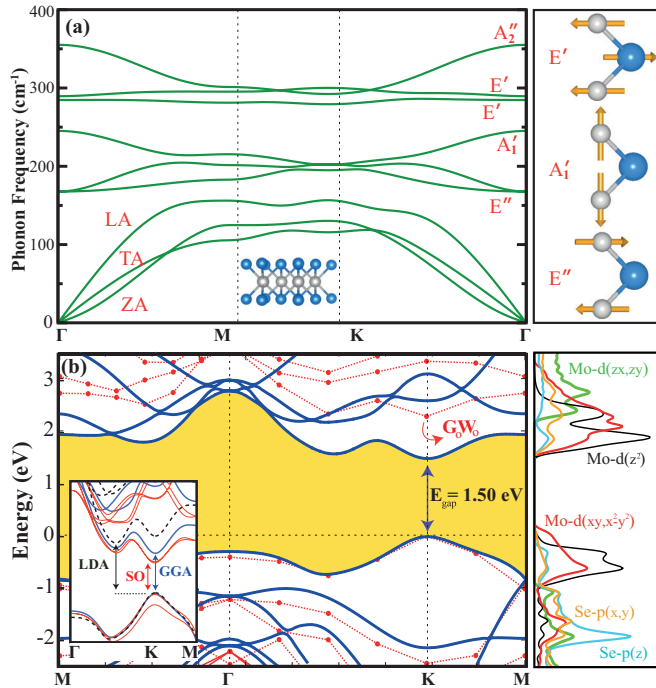 (a)
400
300
200
100
0
Phonon Frequency (cm⁻¹)
A₂″
E′
E′
A₁′
E″
LA
TA
ZA
Γ
M
K
Γ
E′
A₁′
E″
(b)
3
2
1
0
-1
-2
Energy (eV)
G₀W₀
E_gap = 1.50 eV
LDA
SO
GGA
Γ
K
M
M
Γ
K
M
Mo-d(zx,zy)
Mo-d(z²)
Mo-d(xy,x²y²)
Se-p(x,y)
Se-p(z)